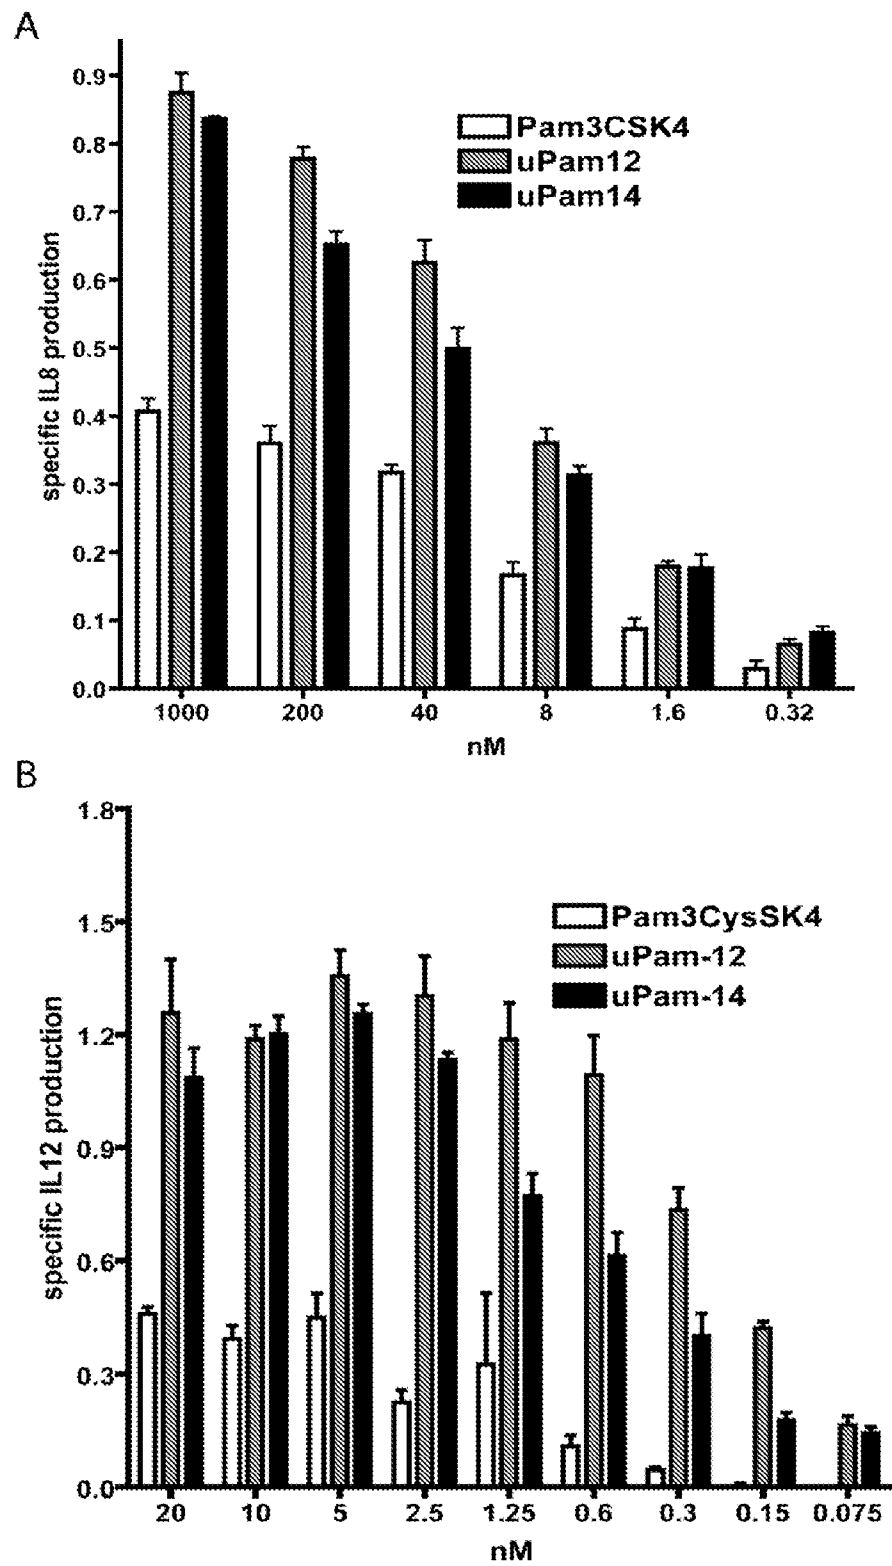 A
0.9
0.8
0.7
0.6
0.5
0.4
0.3
0.2
0.1
0.0
specific IL8 production
Pam3CSK4
uPam12
uPam14
1000 200 40 8 1.6 0.32
nM
B
1.8
1.5
1.2
0.9
0.6
0.3
0.0
specific IL12 production
Pam3CysSK4
uPam-12
uPam-14
20 10 5 2.5 1.25 0.6 0.3 0.15 0.075
nM